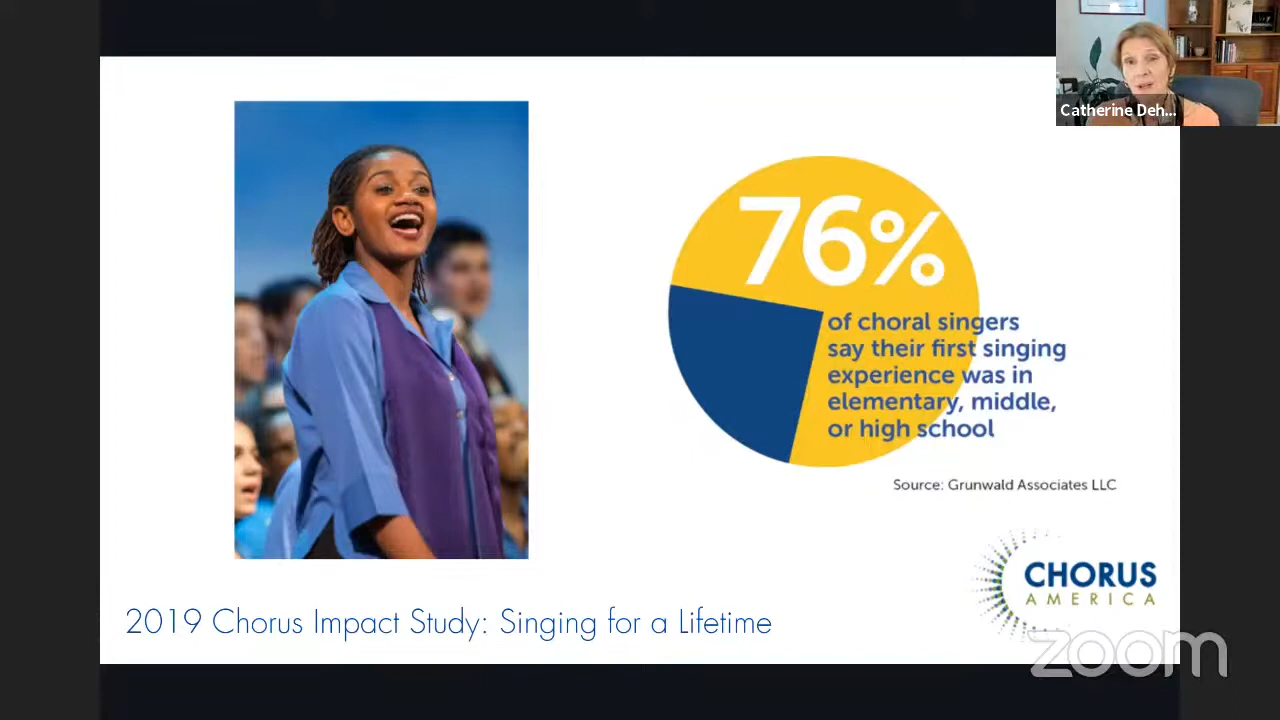 Catherine Deh...
76%
of choral singers
say their first singing
experience was in
elementary, middle,
or high school
Source: Grunwald Associates LLC
CHORUS
AMERICA
2019 Chorus Impact Study: Singing for a Lifetime
zoom